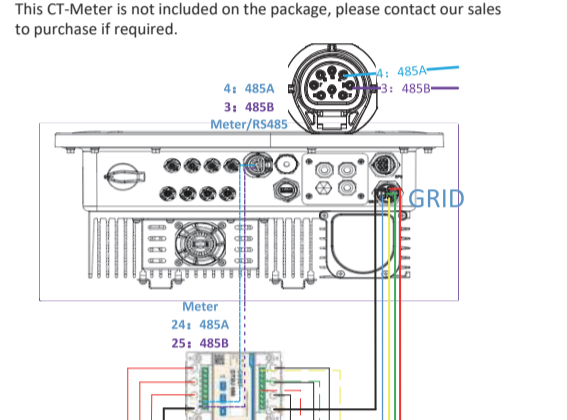 This CT-Meter is not included on the package, please contact our sales
to purchase if required.
4: 485A
3: 485B
4: 485A
3: 485B
Meter/RS485
GRID
Meter
24: 485A
25: 485B